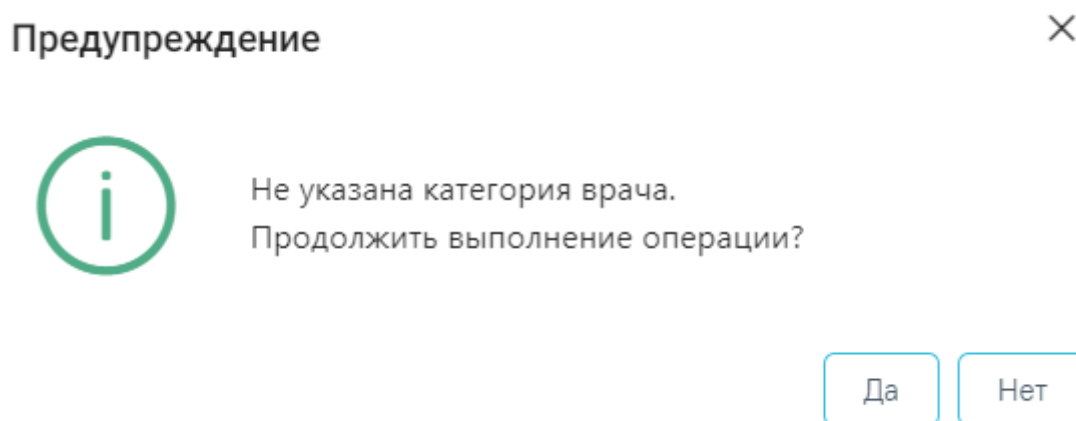 Предупреждение
Не указана категория врача.
Продолжить выполнение операции?
Да
Нет